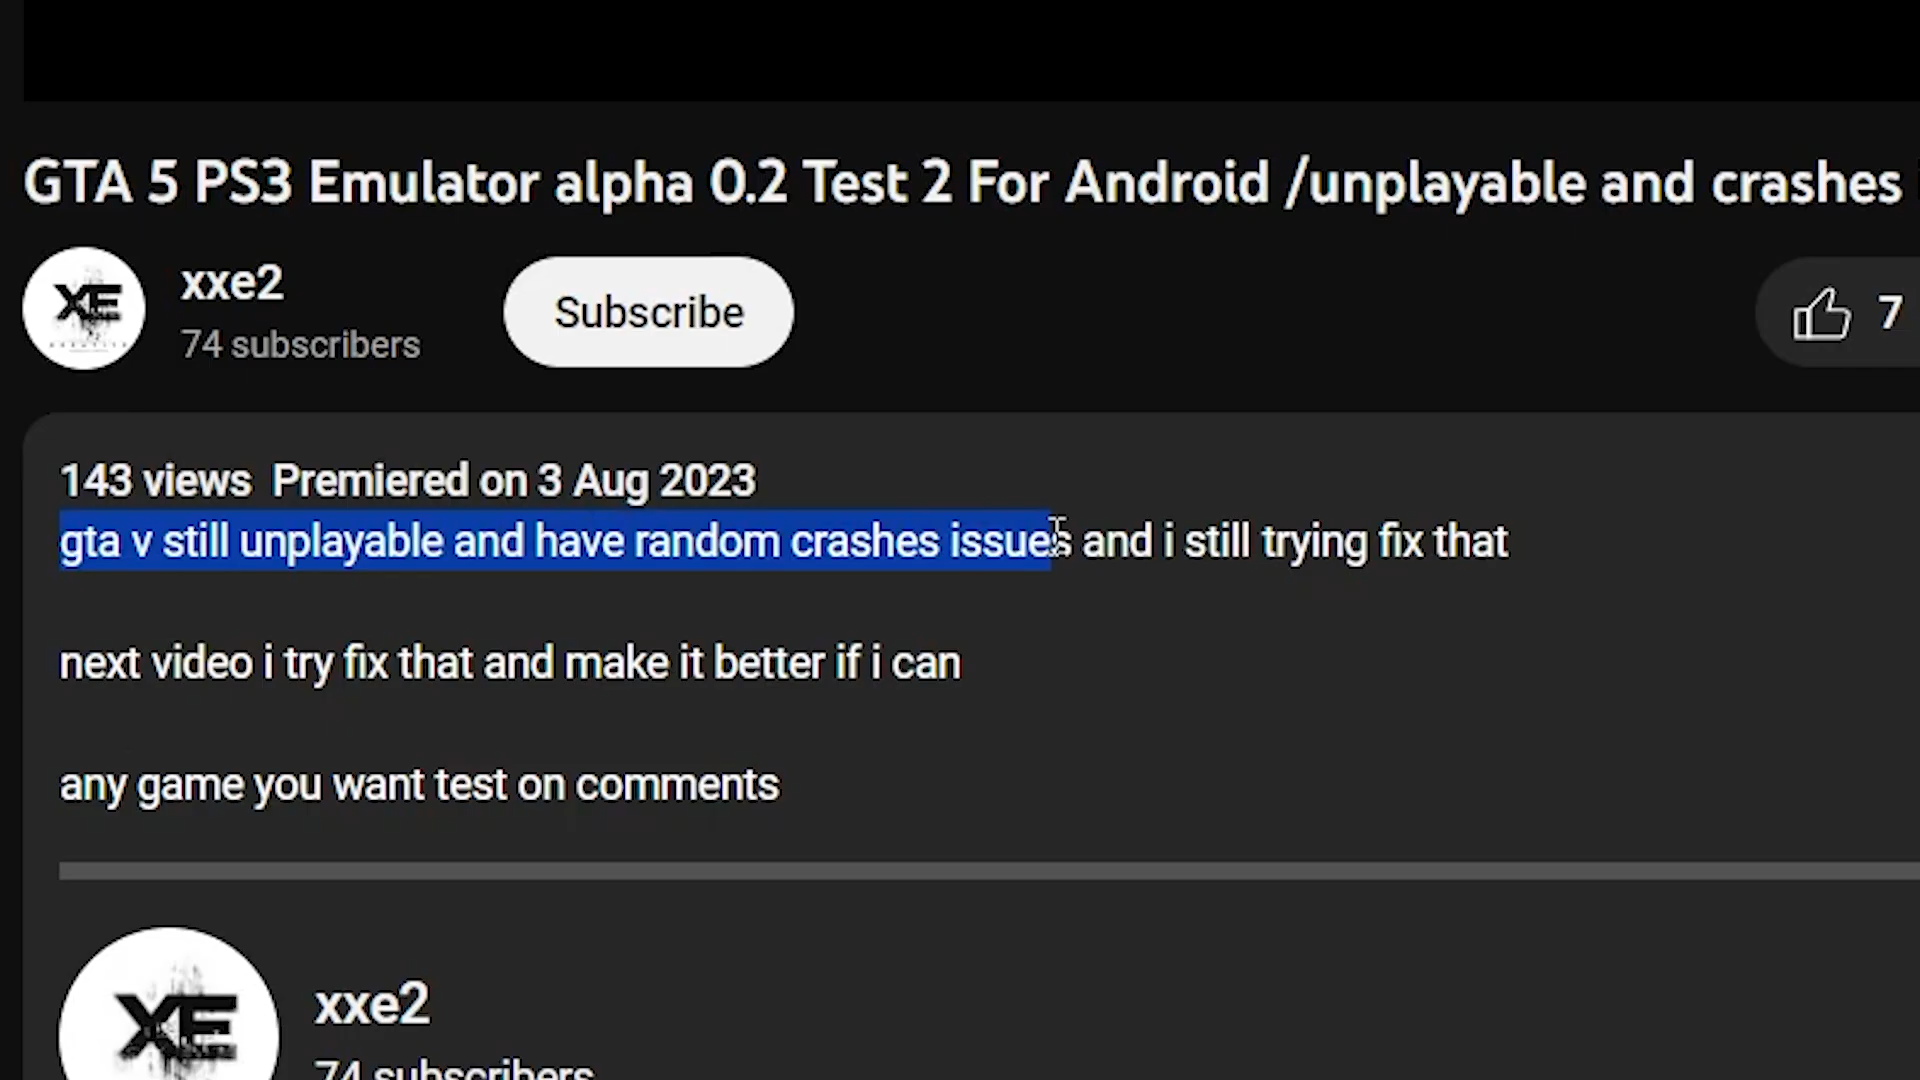 GTA 5 PS3 Emulator alpha 0.2 Test 2 For Android /unplayable and crashes
XE
xxe2
74 subscribers
Subscribe
7
143 views Premiered on 3 Aug 2023
gta v still unplayable and have random crashes issues and i still trying fix that
next video i try fix that and make it better if i can
any game you want test on comments
XE
xxe2
74 subscribers